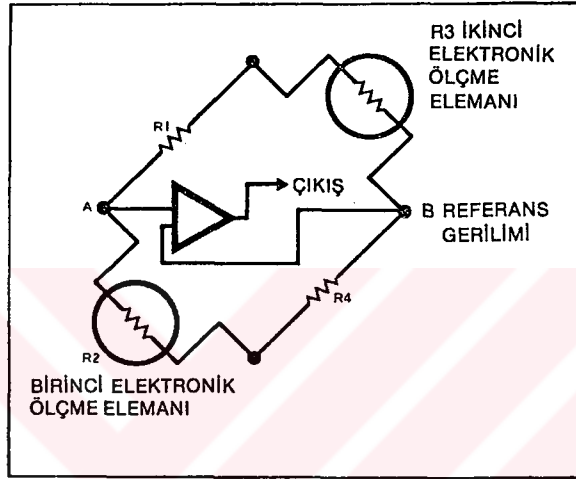 R3 İKİNCİ
ELEKTRONİK
ÖLÇME
ELEMANI
R1
ÇIKIŞ
A
B REFERANS
GERİLİMİ
R4
R2
BİRİNCİ ELEKTRONİK
ÖLÇME ELEMANI